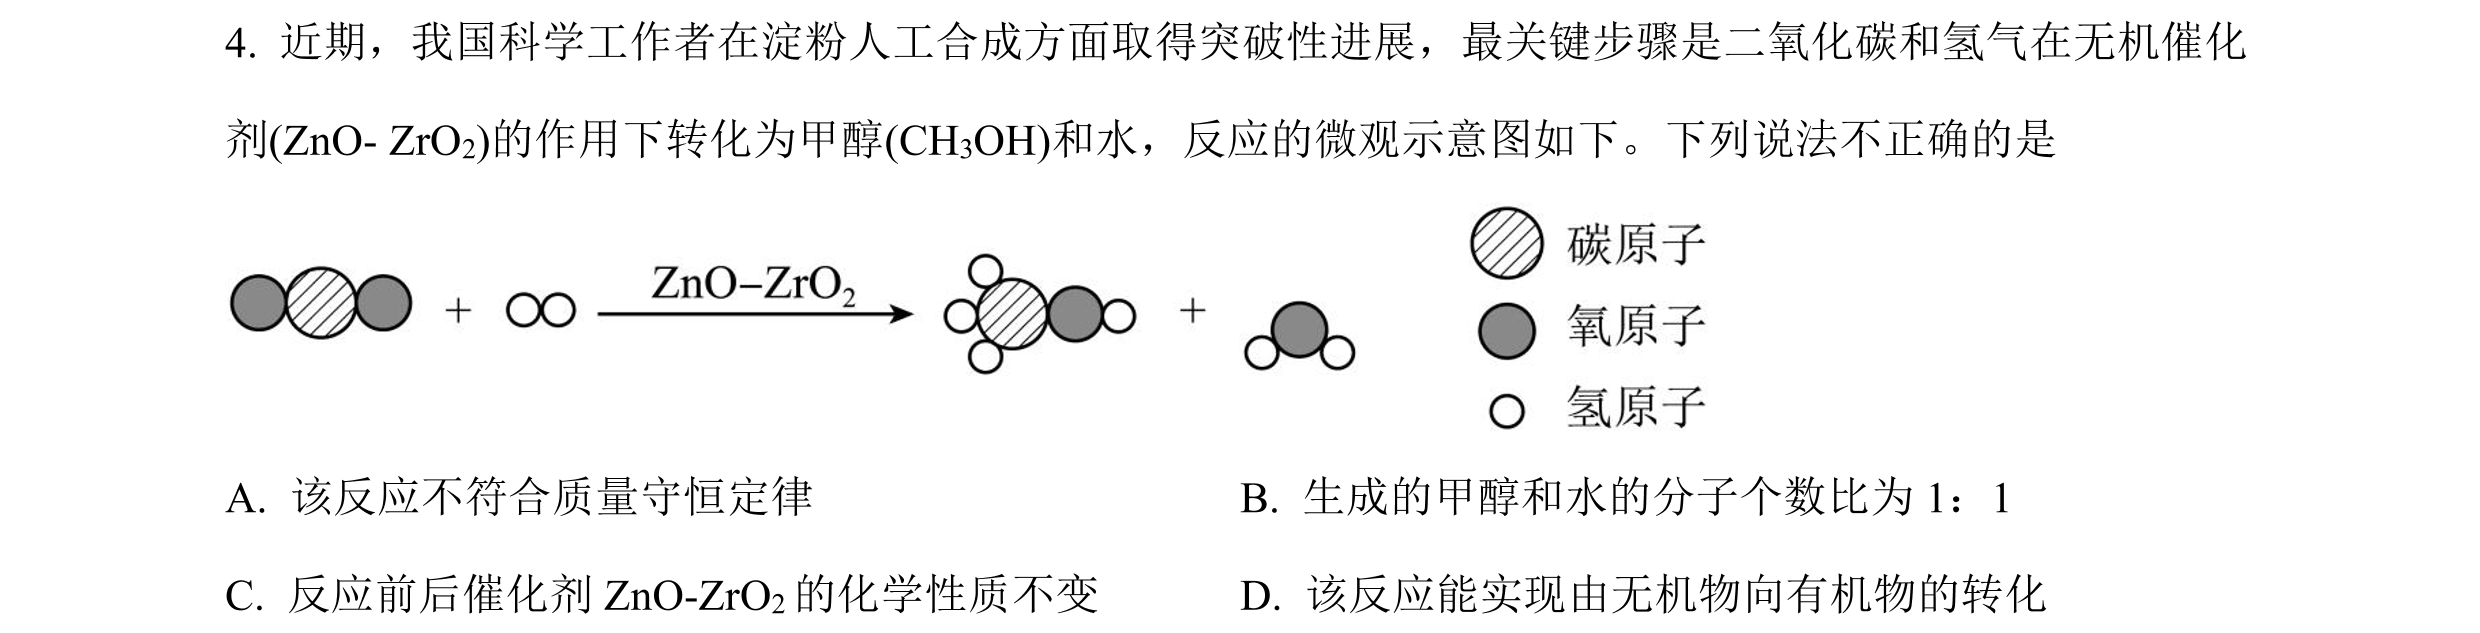 4. 近期，我国科学工作者在淀粉人工合成方面取得突破性进展，最关键步骤是二氧化碳和氢气在无机催化
剂(ZnO- ZrO₂)的作用下转化为甲醇(CH₃OH)和水，反应的微观示意图如下。下列说法不正确的是
+ ZnO–ZrO₂ +
碳原子
氧原子
氢原子
A. 该反应不符合质量守恒定律 B. 生成的甲醇和水的分子个数比为 1：1
C. 反应前后催化剂 ZnO-ZrO₂ 的化学性质不变 D. 该反应能实现由无机物向有机物的转化